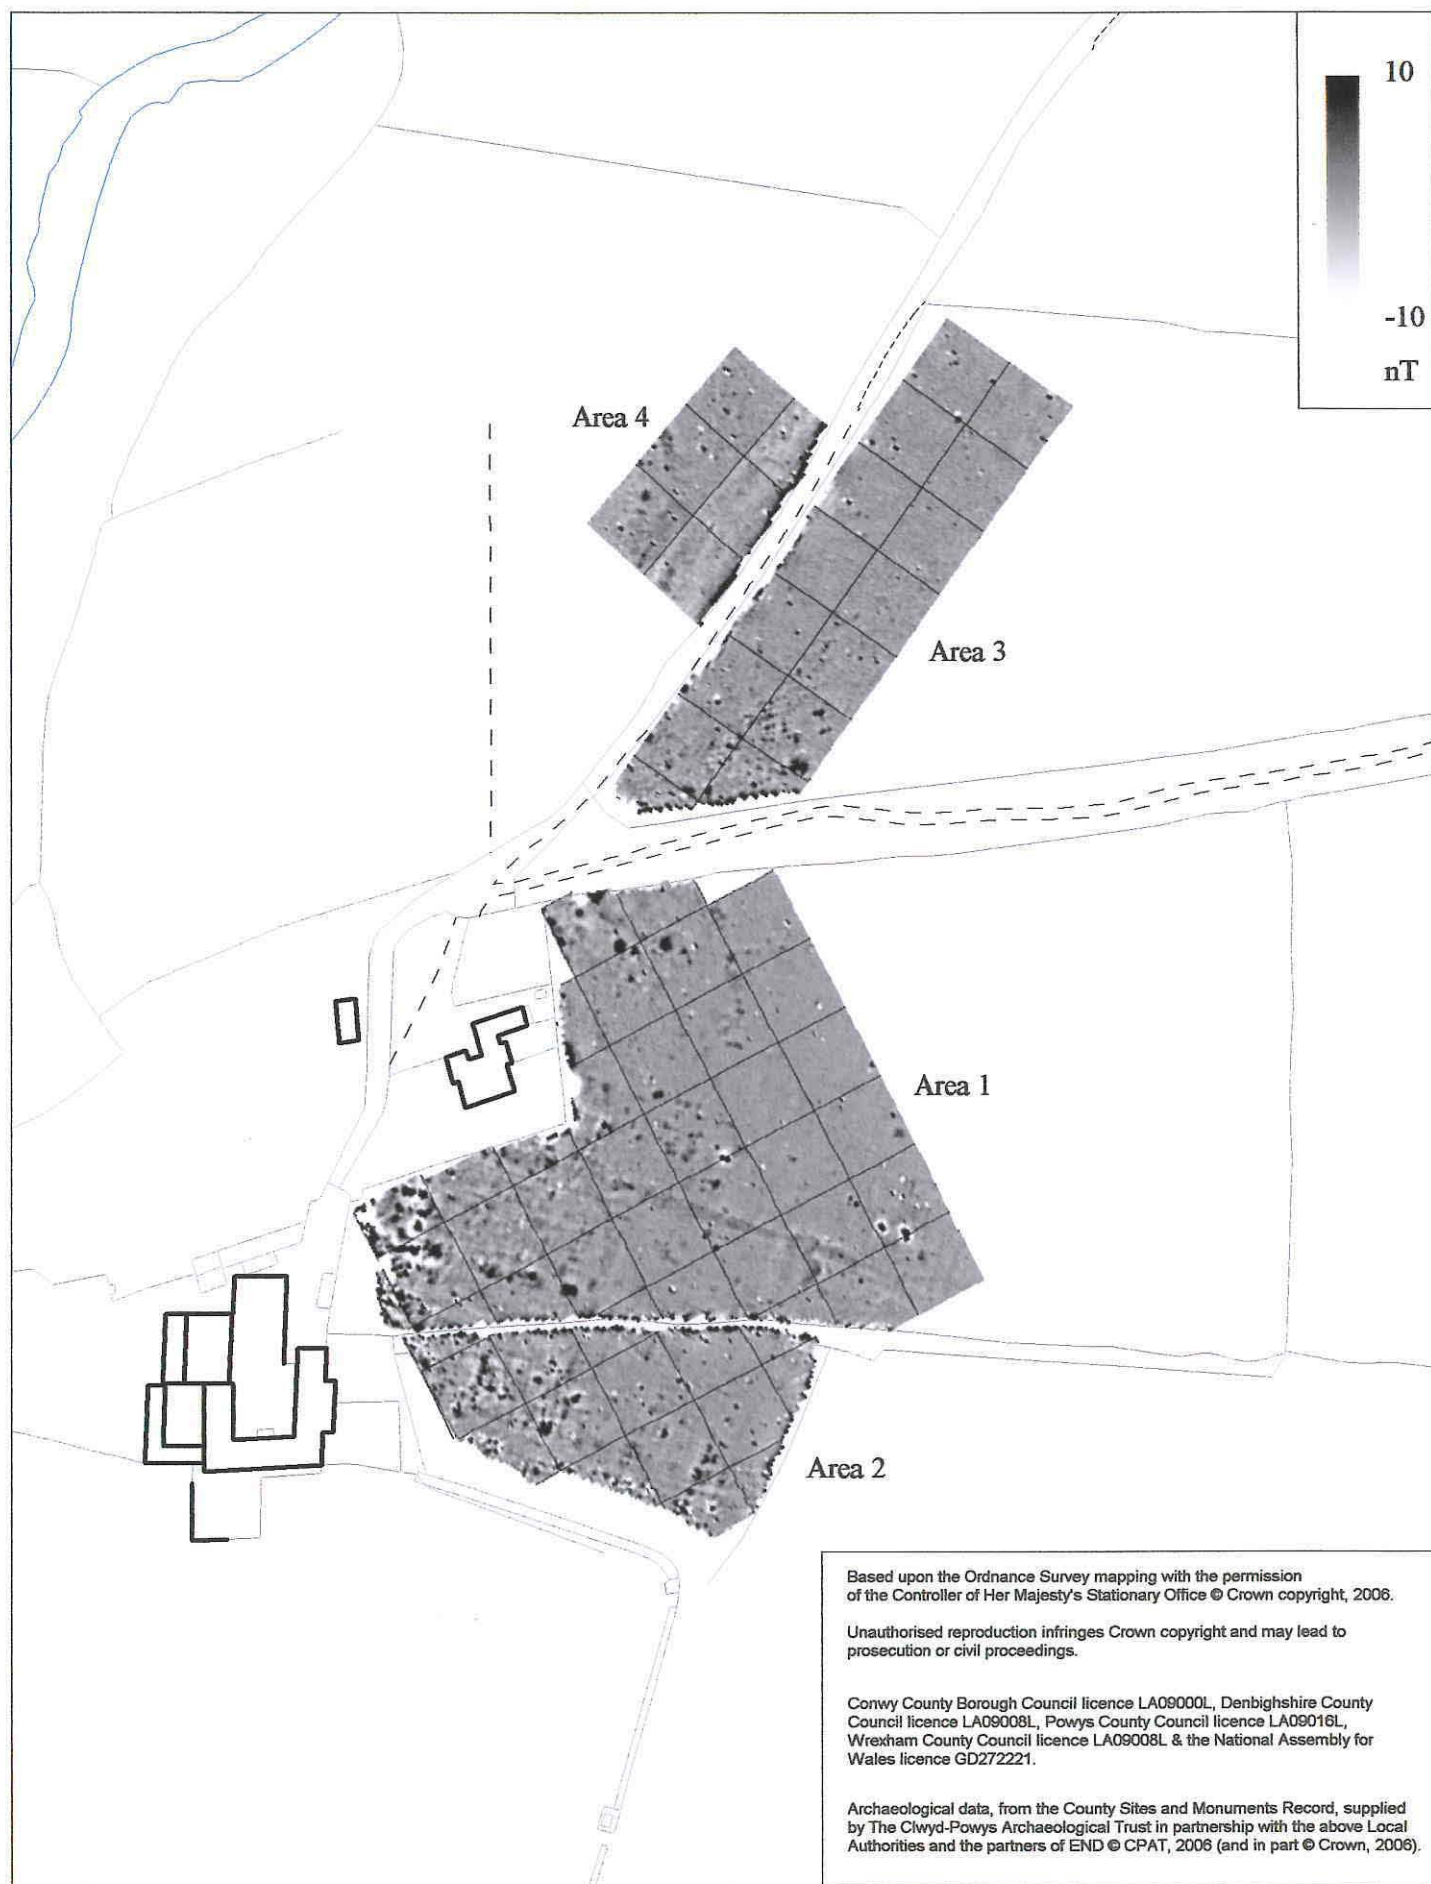 10
-10
nT
Area 4
Area 3
Area 1
Area 2
Based upon the Ordnance Survey mapping with the permission
of the Controller of Her Majesty's Stationary Office © Crown copyright, 2006.
Unauthorised reproduction infringes Crown copyright and may lead to
prosecution or civil proceedings.
Conwy County Borough Council licence LA09000L, Denbighshire County
Council licence LA09008L, Powys County Council licence LA09016L,
Wrexham County Council licence LA09008L & the National Assembly for
Wales licence GD272221.
Archaeological data, from the County Sites and Monuments Record, supplied
by The Clwyd-Powys Archaeological Trust in partnership with the above Local
Authorities and the partners of END © CPAT, 2006 (and in part © Crown, 2006).